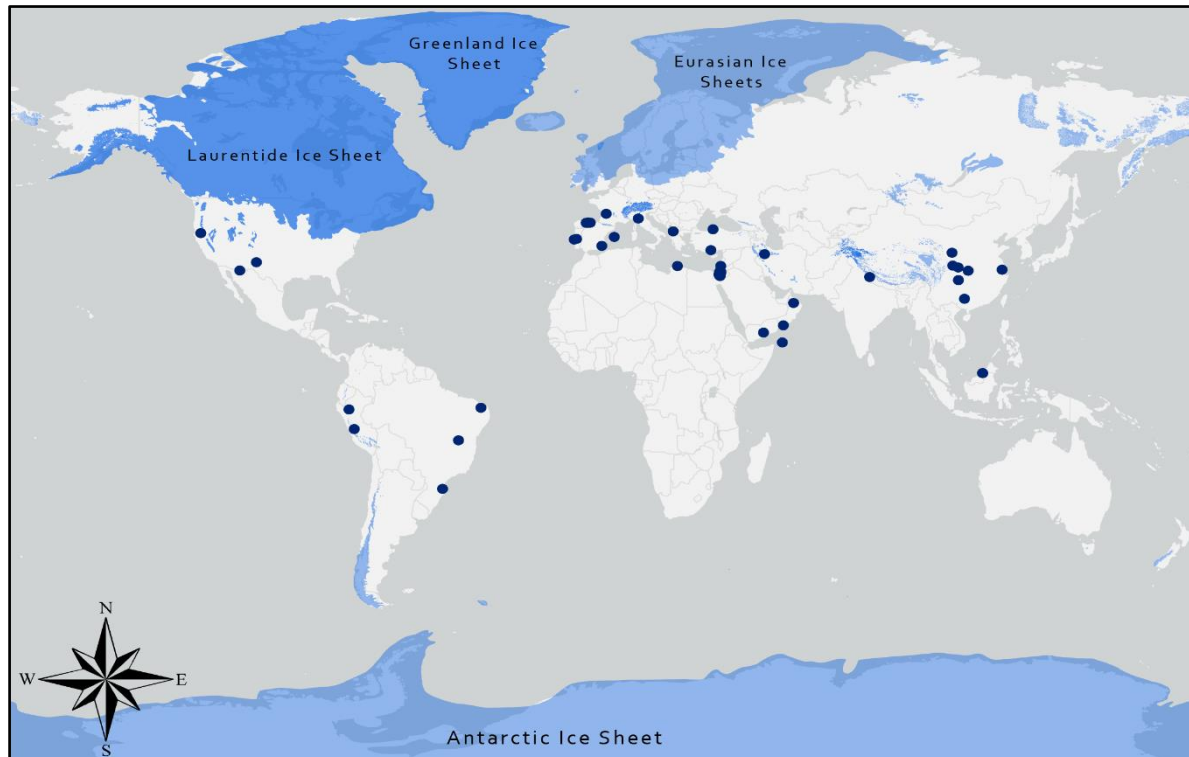 Greenland Ice
Sheet
Eurasian Ice
Sheets
Laurentide Ice Sheet
N
W
E
S
Antarctic Ice Sheet